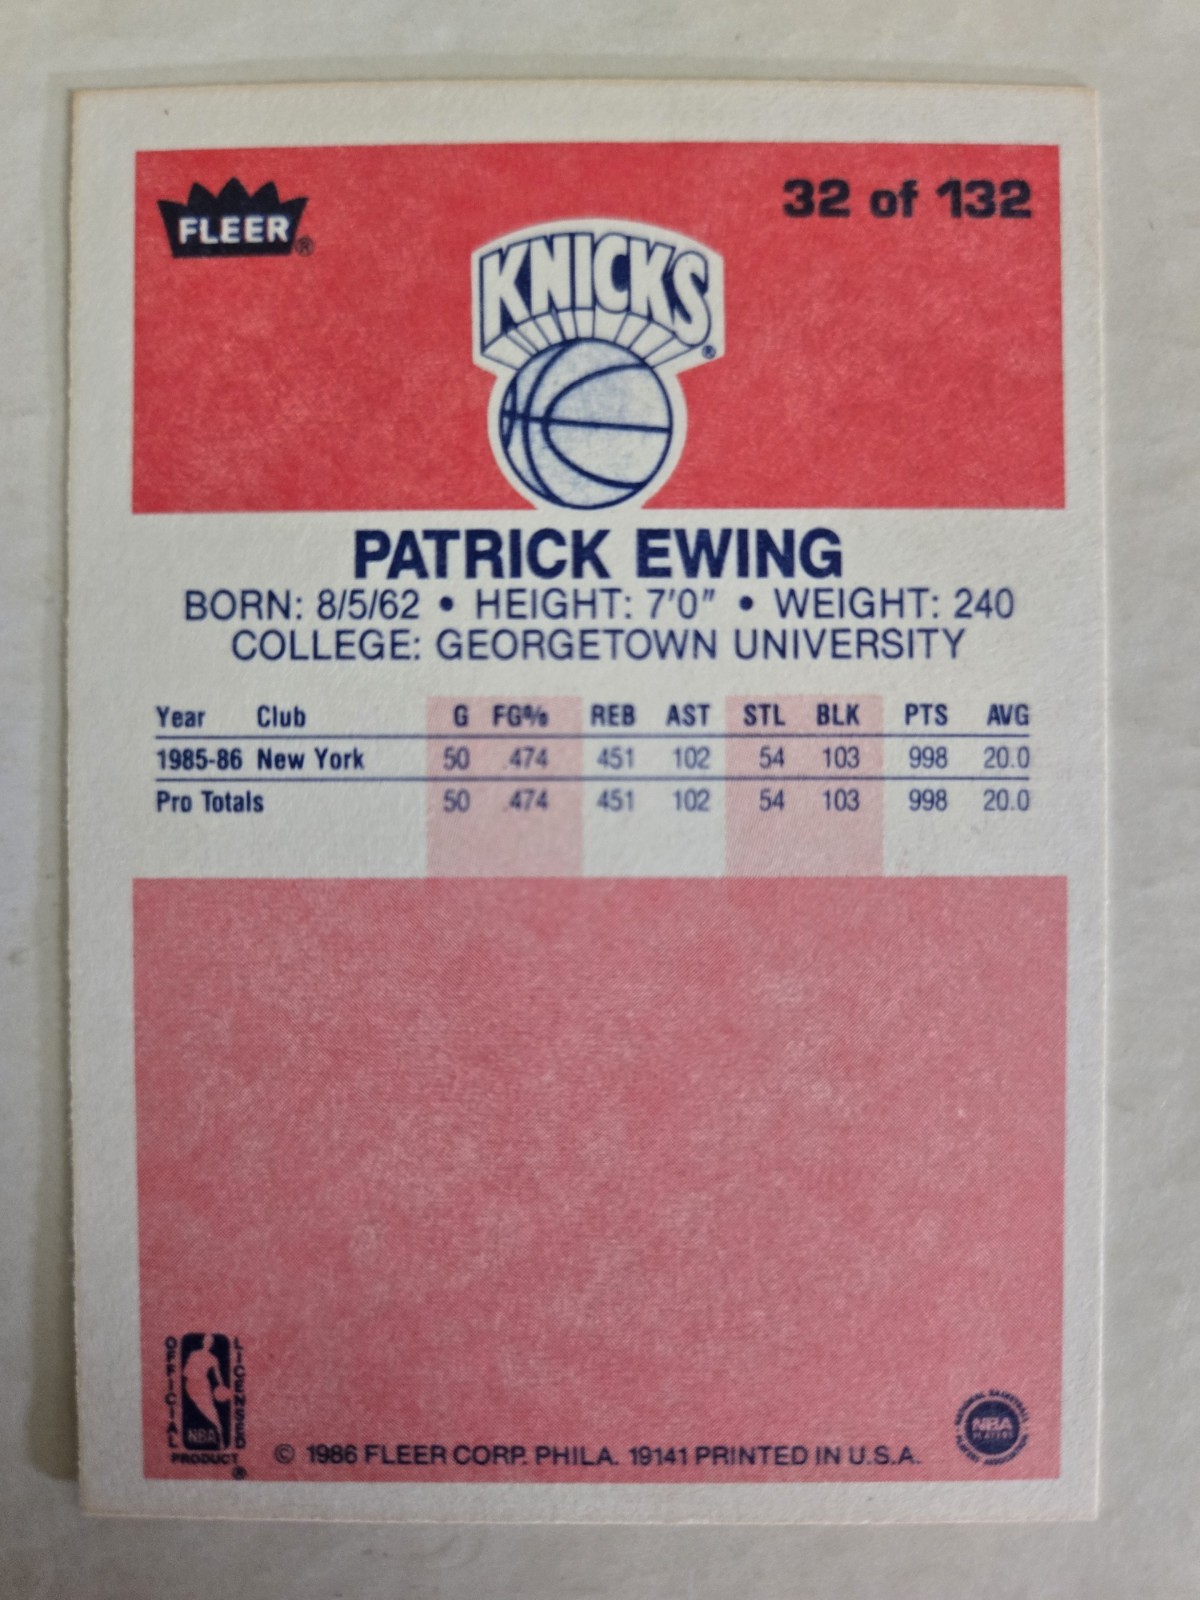 FLEER®
32 of 132
KNICKS®
PATRICK EWING
BORN: 8/5/62 • HEIGHT: 7'0" • WEIGHT: 240
COLLEGE: GEORGETOWN UNIVERSITY
Year Club G FG% REB AST STL BLK PTS AVG
1985-86 New York 50 .474 451 102 54 103 998 20.0
Pro Totals 50 .474 451 102 54 103 998 20.0
OFFICIAL NBA LICENSED
PRODUCT®
© 1986 FLEER CORP. PHILA. 19141 PRINTED IN U.S.A.
NATIONAL BASKETBALL
NBA
PLAYERS